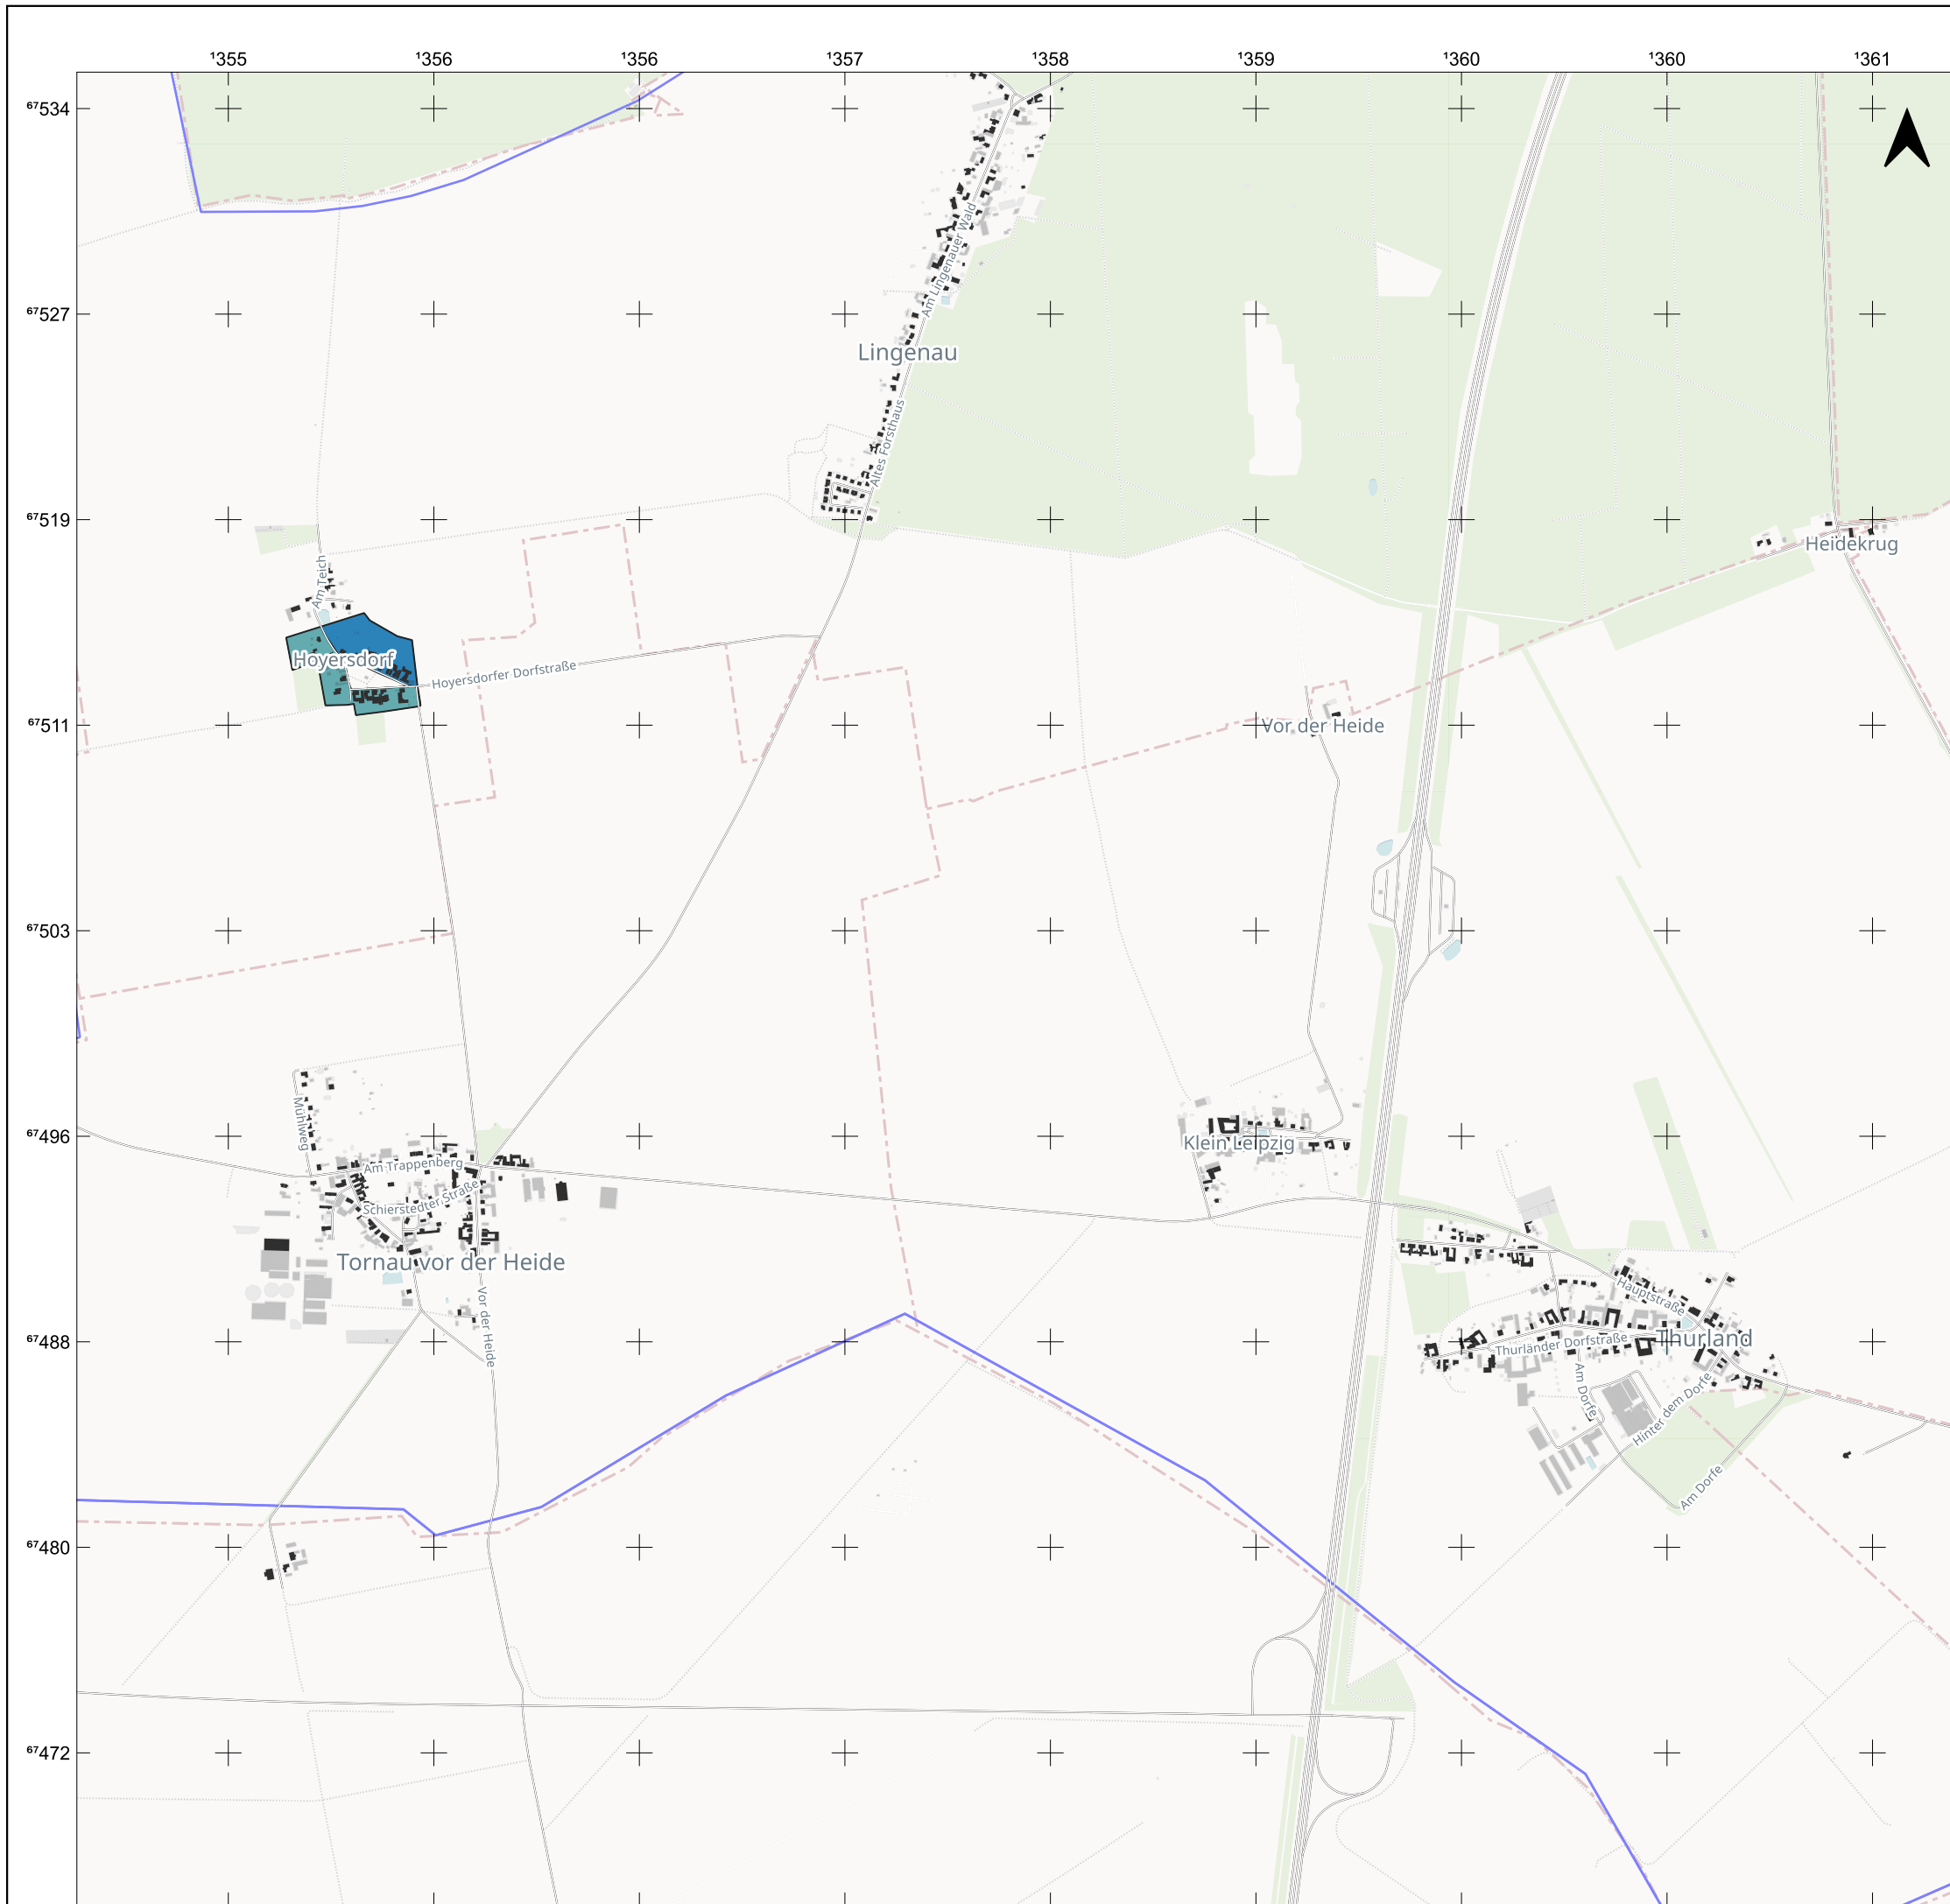 1355 1356 1356 1357 1358 1359 1360 1360 1361
67534
67527
Am Lingenauer Wald
Lingenau
Altes Forsthaus
67519
Heidekrug
Am Teich
Hoyersdorf
Hoyersdorfer Dorfstraße
67511
Vor der Heide
67503
Mühlweg
67496
Klein Leipzig
Am Trappenberg
Schierstedter Straße
Tornau vor der Heide
Vor der Heide
Hauptstraße
67488
Thurländer Dorfstraße
Thurland
Am Dorfe
Hinter dem Dorfe
Am Dorfe
67480
67472